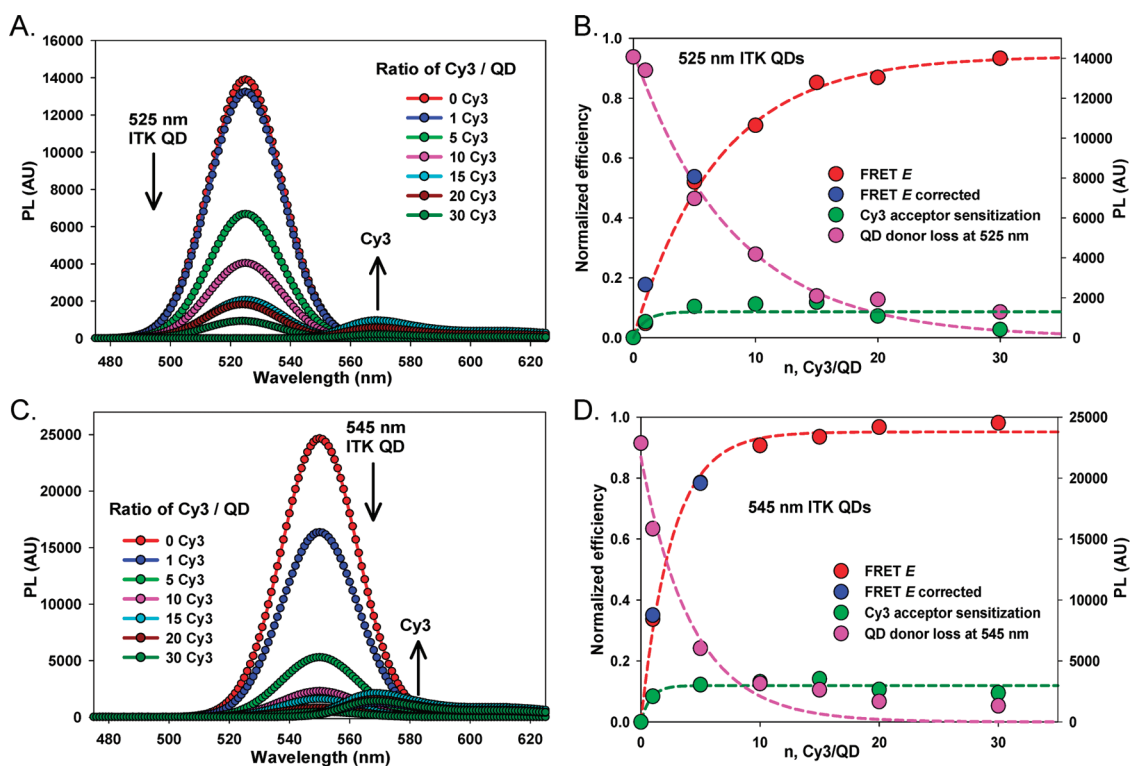 A.
16000
14000
12000
10000
8000
6000
4000
2000
0
PL (AU)
525 nm
ITK QD
Ratio of Cy3 / QD
0 Cy3
1 Cy3
5 Cy3
10 Cy3
15 Cy3
20 Cy3
30 Cy3
Cy3
480 500 520 540 560 580 600 620
Wavelength (nm)
B.
1.0
0.8
0.6
0.4
0.2
0.0
Normalized efficiency
525 nm ITK QDs
FRET E
FRET E corrected
Cy3 acceptor sensitization
QD donor loss at 525 nm
14000
12000
10000
8000
6000
4000
2000
0
PL (AU)
0 10 20 30
n, Cy3/QD
C.
25000
20000
15000
10000
5000
0
PL (AU)
545 nm
ITK QD
Ratio of Cy3 / QD
0 Cy3
1 Cy3
5 Cy3
10 Cy3
15 Cy3
20 Cy3
30 Cy3
Cy3
480 500 520 540 560 580 600 620
Wavelength (nm)
D.
1.0
0.8
0.6
0.4
0.2
0.0
Normalized efficiency
545 nm ITK QDs
FRET E
FRET E corrected
Cy3 acceptor sensitization
QD donor loss at 545 nm
25000
20000
15000
10000
5000
0
PL (AU)
0 10 20 30
n, Cy3/QD